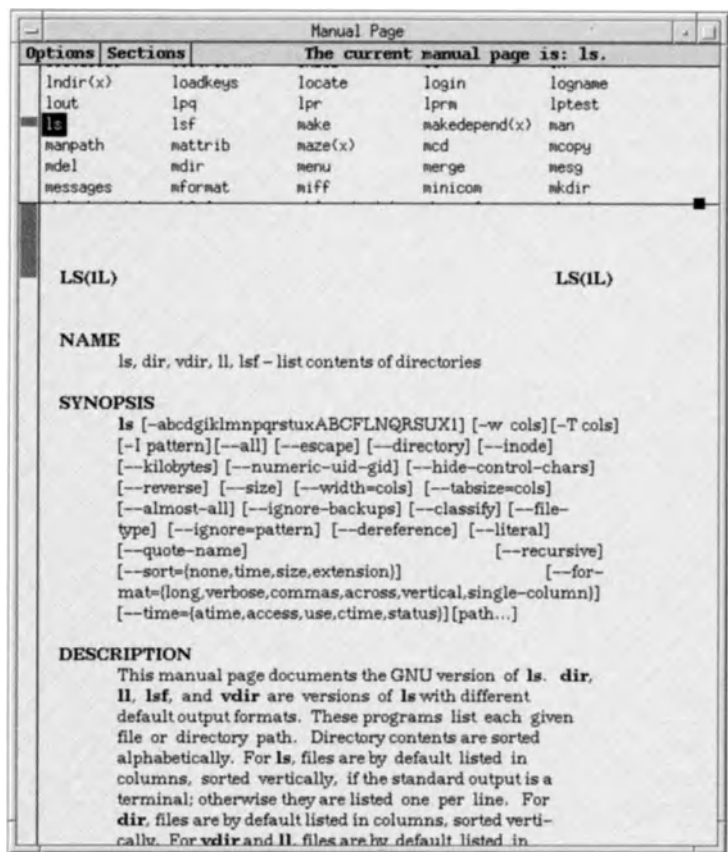 Manual Page
Options Sections The current manual page is: ls.
lndir(x) loadkeys locate login logname
lout lpq lpr lprm lptest
ls lsf make makedepend(x) man
manpath mattrib maze(x) mcd mcopy
mdel mdir menu merge mesg
messages mformat miff minicom mkdir
LS(1L) LS(1L)
NAME
ls, dir, vdir, ll, lsf – list contents of directories
SYNOPSIS
ls [–abcdgiklmnpqrstuxABCFLNQRSUX1] [–w cols][–T cols]
[–I pattern][––all] [––escape] [––directory] [––inode]
[––kilobytes] [––numeric–uid–gid] [––hide–control–chars]
[––reverse] [––size] [––width=cols] [––tabsize=cols]
[––almost–all] [––ignore–backups] [––classify] [––file–
type] [––ignore=pattern] [––dereference] [––literal]
[––quote–name] [––recursive]
[––sort={none,time,size,extension}] [––for–
mat={long,verbose,commas,across,vertical,single–column}]
[––time={atime,access,use,ctime,status}][path...]
DESCRIPTION
This manual page documents the GNU version of ls. dir,
ll, lsf, and vdir are versions of ls with different
default output formats. These programs list each given
file or directory path. Directory contents are sorted
alphabetically. For ls, files are by default listed in
columns, sorted vertically, if the standard output is a
terminal; otherwise they are listed one per line. For
dir, files are by default listed in columns, sorted verti–
cally. For vdir and ll, files are by default listed in